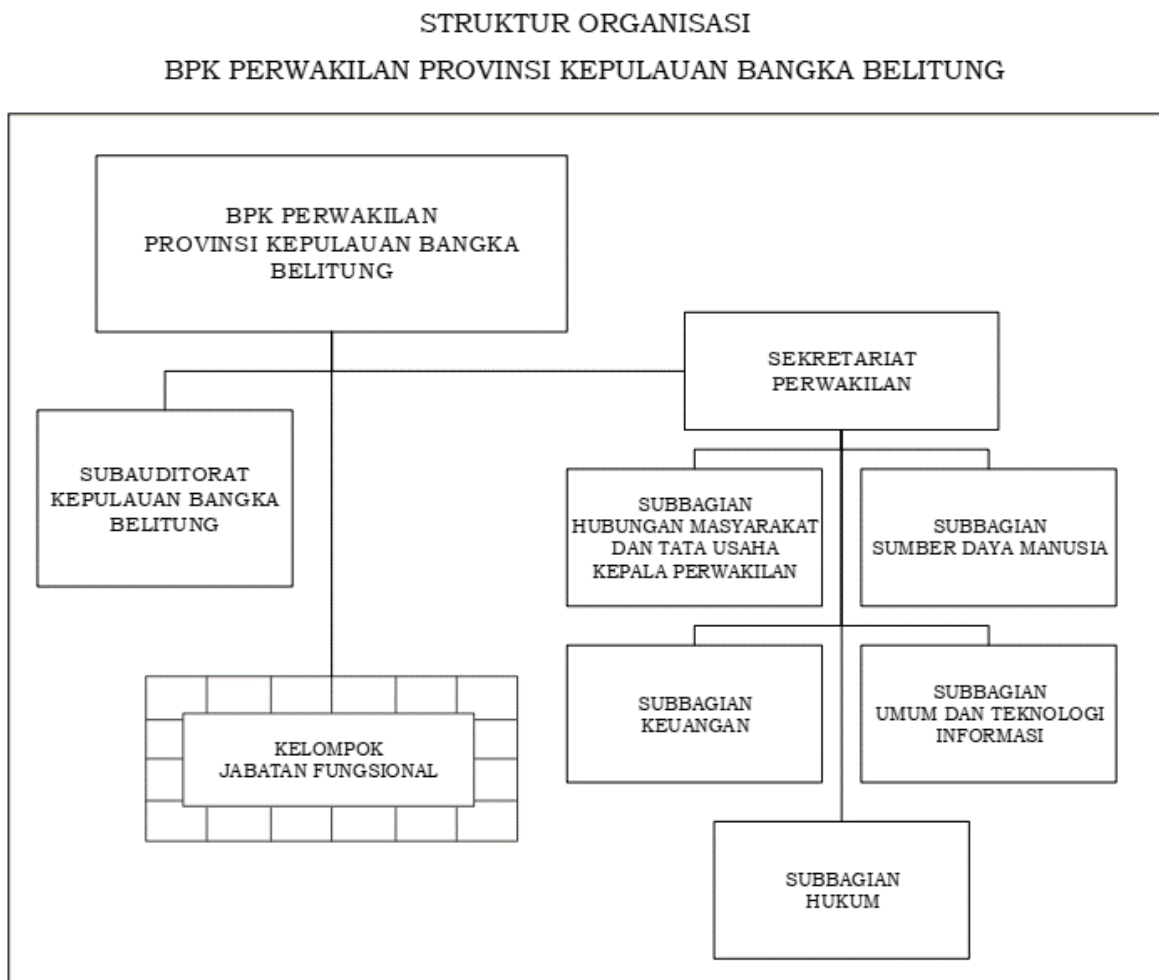 STRUKTUR ORGANISASI
BPK PERWAKILAN PROVINSI KEPULAUAN BANGKA BELITUNG
BPK PERWAKILAN
PROVINSI KEPULAUAN BANGKA
BELITUNG
SEKRETARIAT
PERWAKILAN
SUBAUDITORAT
KEPULAUAN BANGKA
BELITUNG
SUBBAGIAN
HUBUNGAN MASYARAKAT
DAN TATA USAHA
KEPALA PERWAKILAN
SUBBAGIAN
SUMBER DAYA MANUSIA
SUBBAGIAN
KEUANGAN
SUBBAGIAN
UMUM DAN TEKNOLOGI
INFORMASI
KELOMPOK
JABATAN FUNGSIONAL
SUBBAGIAN
HUKUM